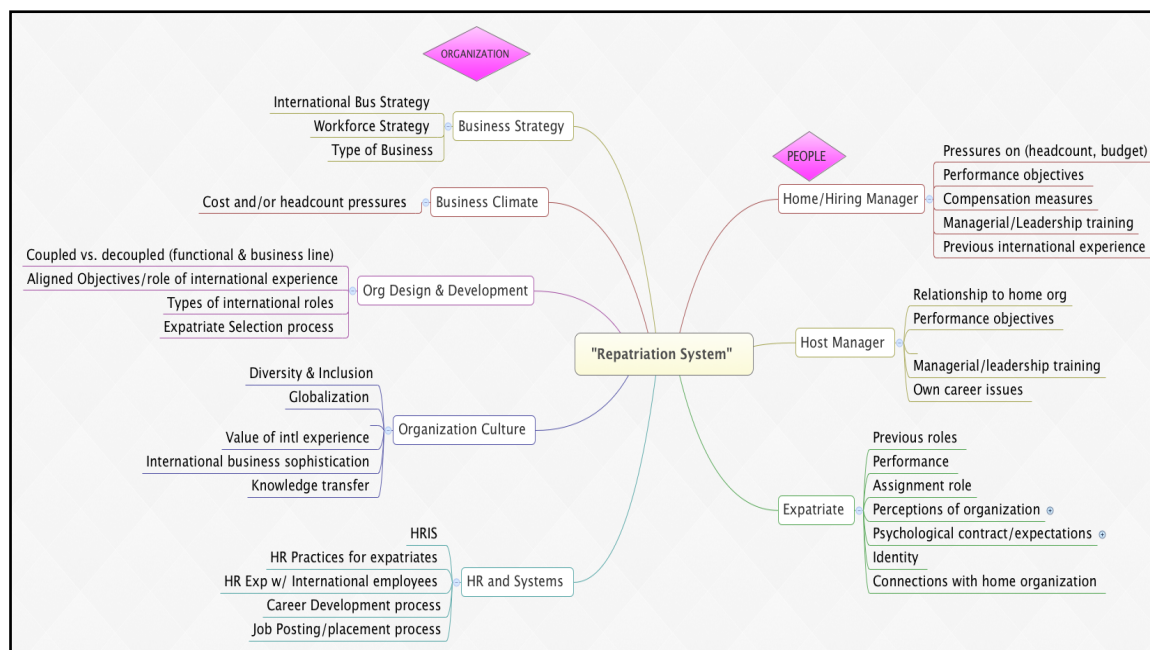 ORGANIZATION
International Bus Strategy
Workforce Strategy
Type of Business
Business Strategy
Cost and/or headcount pressures
Business Climate
Coupled vs. decoupled (functional & business line)
Aligned Objectives/role of international experience
Types of international roles
Expatriate Selection process
Org Design & Development
Diversity & Inclusion
Globalization
Value of intl experience
International business sophistication
Knowledge transfer
Organization Culture
HRIS
HR Practices for expatriates
HR Exp w/ International employees
Career Development process
Job Posting/placement process
HR and Systems
"Repatriation System"
PEOPLE
Home/Hiring Manager
Pressures on (headcount, budget)
Performance objectives
Compensation measures
Managerial/Leadership training
Previous international experience
Host Manager
Relationship to home org
Performance objectives
Managerial/leadership training
Own career issues
Expatriate
Previous roles
Performance
Assignment role
Perceptions of organization
Psychological contract/expectations
Identity
Connections with home organization